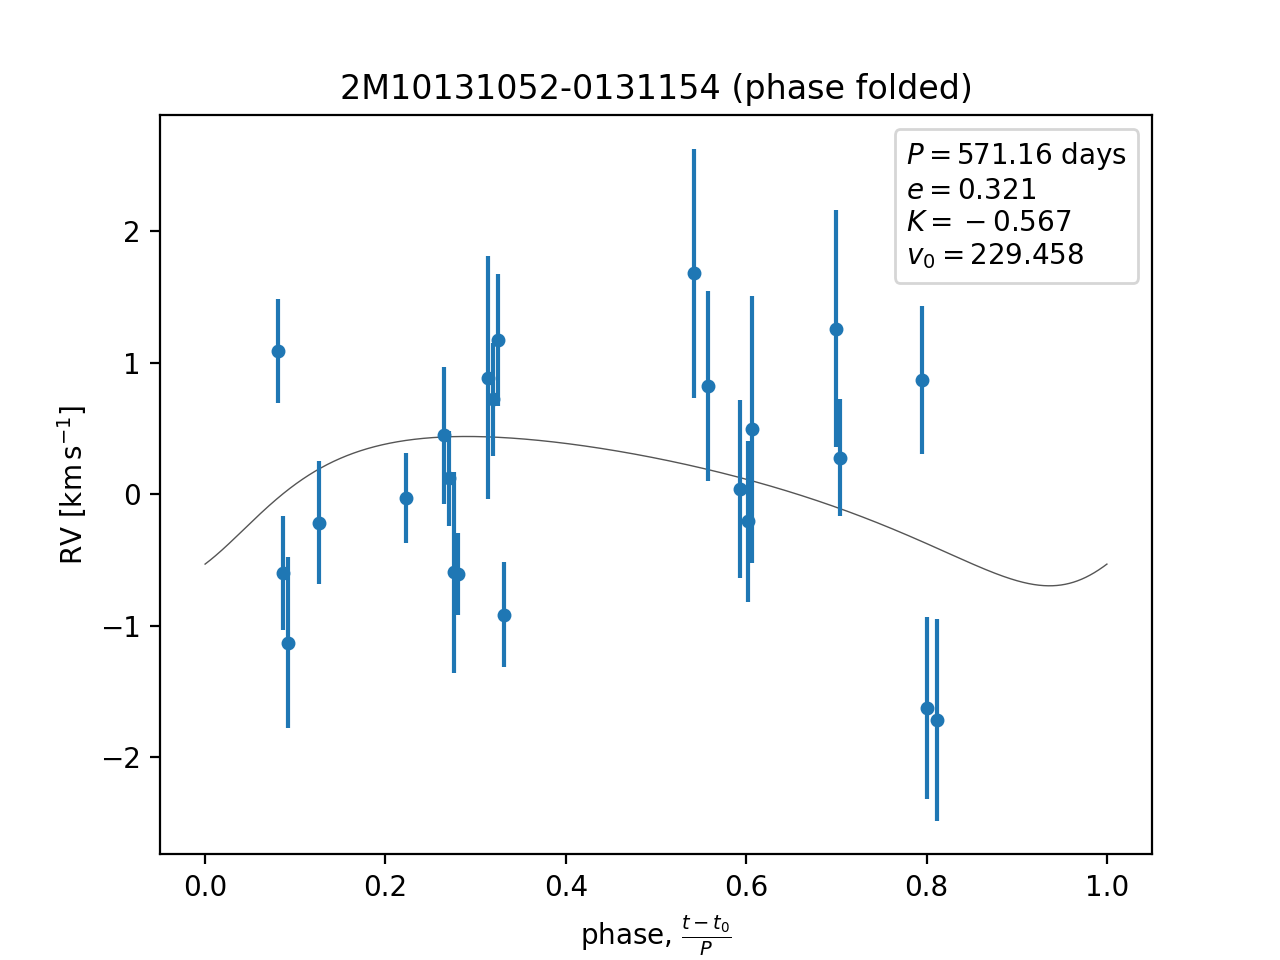 2M10131052-0131154 (phase folded)
P = 571.16 days
e = 0.321
K = −0.567
v₀ = 229.458
RV [km s⁻¹]
2
1
0
−1
−2
0.0 0.2 0.4 0.6 0.8 1.0
phase, (t − t₀)/P